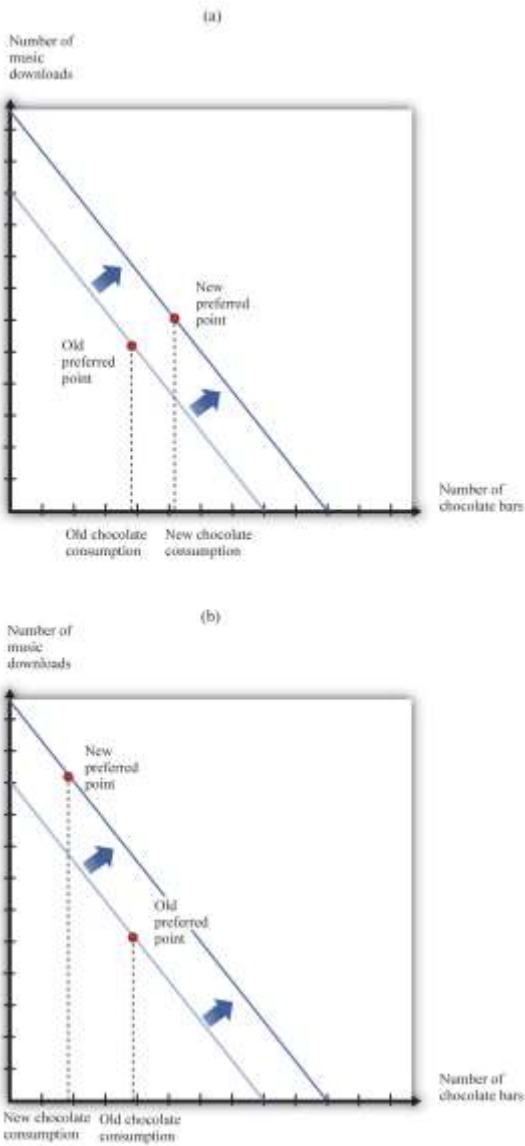 (a)
Number of
music
downloads
New
preferred
point
Old
preferred
point
Number of
chocolate bars
Old chocolate
consumption
New chocolate
consumption
(b)
Number of
music
downloads
New
preferred
point
Old
preferred
point
Number of
chocolate bars
New chocolate
consumption
Old chocolate
consumption